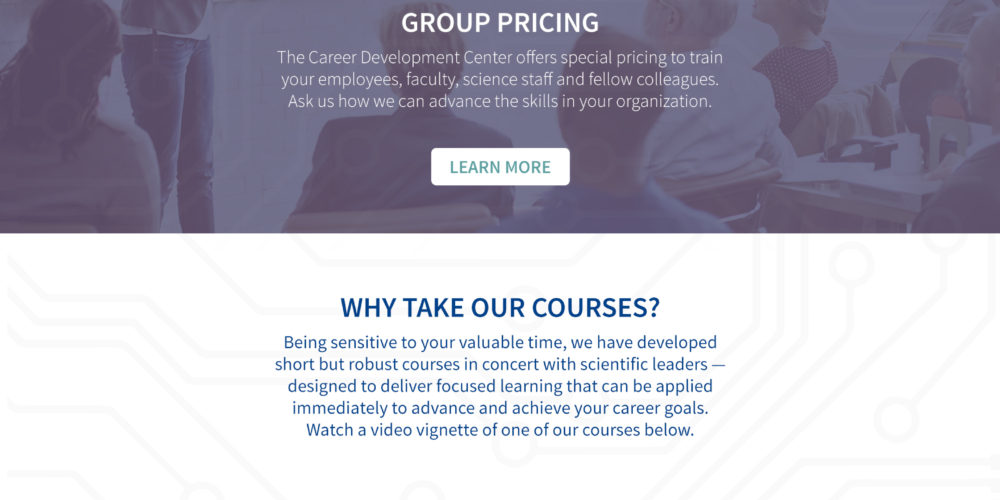 GROUP PRICING
The Career Development Center offers special pricing to train
your employees, faculty, science staff and fellow colleagues.
Ask us how we can advance the skills in your organization.
LEARN MORE
WHY TAKE OUR COURSES?
Being sensitive to your valuable time, we have developed
short but robust courses in concert with scientific leaders —
designed to deliver focused learning that can be applied
immediately to advance and achieve your career goals.
Watch a video vignette of one of our courses below.